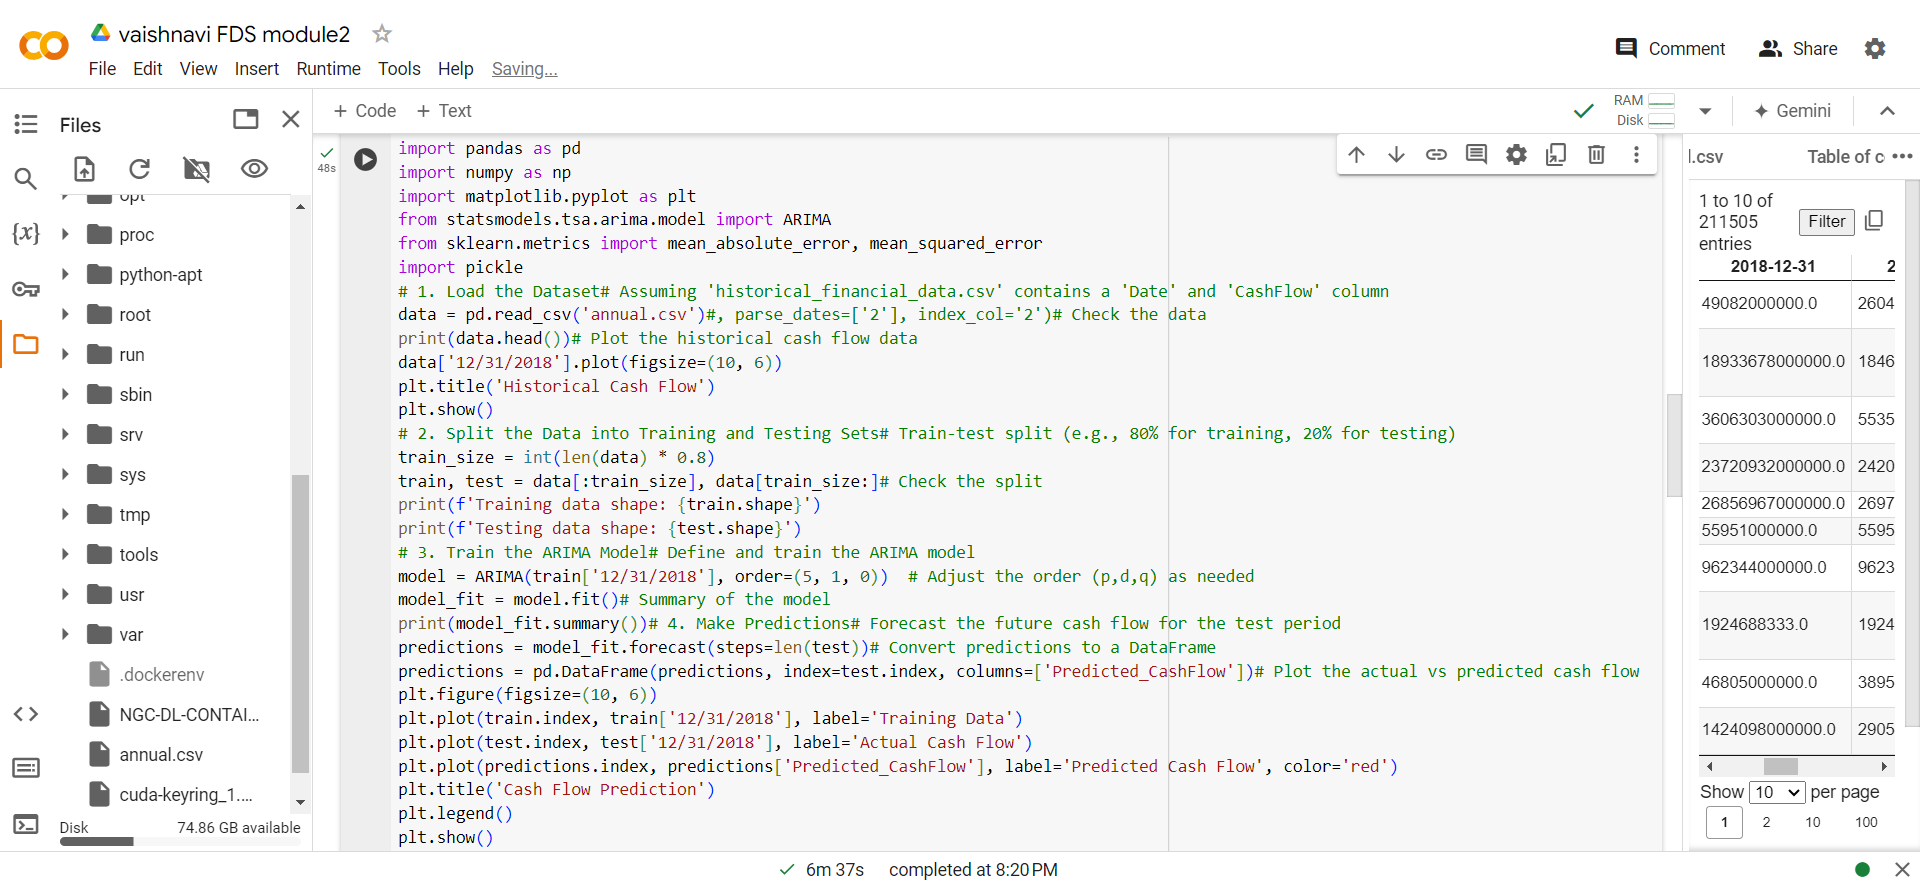 vaishnavi FDS module2
File Edit View Insert Runtime Tools Help Saving...
Comment Share
Files
+ Code + Text
RAM
Disk
Gemini
opt
proc
python-apt
root
run
sbin
srv
sys
tmp
tools
usr
var
.dockerenv
NGC-DL-CONTAI...
annual.csv
cuda-keyring_1....
Disk 74.86 GB available
48s
import pandas as pd
import numpy as np
import matplotlib.pyplot as plt
from statsmodels.tsa.arima.model import ARIMA
from sklearn.metrics import mean_absolute_error, mean_squared_error
import pickle
# 1. Load the Dataset# Assuming 'historical_financial_data.csv' contains a 'Date' and 'CashFlow' column
data = pd.read_csv('annual.csv')#, parse_dates=['2'], index_col='2')# Check the data
print(data.head())# Plot the historical cash flow data
data['12/31/2018'].plot(figsize=(10, 6))
plt.title('Historical Cash Flow')
plt.show()
# 2. Split the Data into Training and Testing Sets# Train-test split (e.g., 80% for training, 20% for testing)
train_size = int(len(data) * 0.8)
train, test = data[:train_size], data[train_size:]# Check the split
print(f'Training data shape: {train.shape}')
print(f'Testing data shape: {test.shape}')
# 3. Train the ARIMA Model# Define and train the ARIMA model
model = ARIMA(train['12/31/2018'], order=(5, 1, 0))  # Adjust the order (p,d,q) as needed
model_fit = model.fit()# Summary of the model
print(model_fit.summary())# 4. Make Predictions# Forecast the future cash flow for the test period
predictions = model_fit.forecast(steps=len(test))# Convert predictions to a DataFrame
predictions = pd.DataFrame(predictions, index=test.index, columns=['Predicted_CashFlow'])# Plot the actual vs predicted cash flow
plt.figure(figsize=(10, 6))
plt.plot(train.index, train['12/31/2018'], label='Training Data')
plt.plot(test.index, test['12/31/2018'], label='Actual Cash Flow')
plt.plot(predictions.index, predictions['Predicted_CashFlow'], label='Predicted Cash Flow', color='red')
plt.title('Cash Flow Prediction')
plt.legend()
plt.show()
l.csv Table of c
1 to 10 of
211505
entries
Filter
2018-12-31 2
49082000000.0 2604
18933678000000.0 1846
3606303000000.0 5535
23720932000000.0 2420
26856967000000.0 2697
55951000000.0 5595
962344000000.0 9623
1924688333.0 1924
46805000000.0 3895
1424098000000.0 2905
Show 10 per page
1 2 10 100
6m 37s completed at 8:20 PM